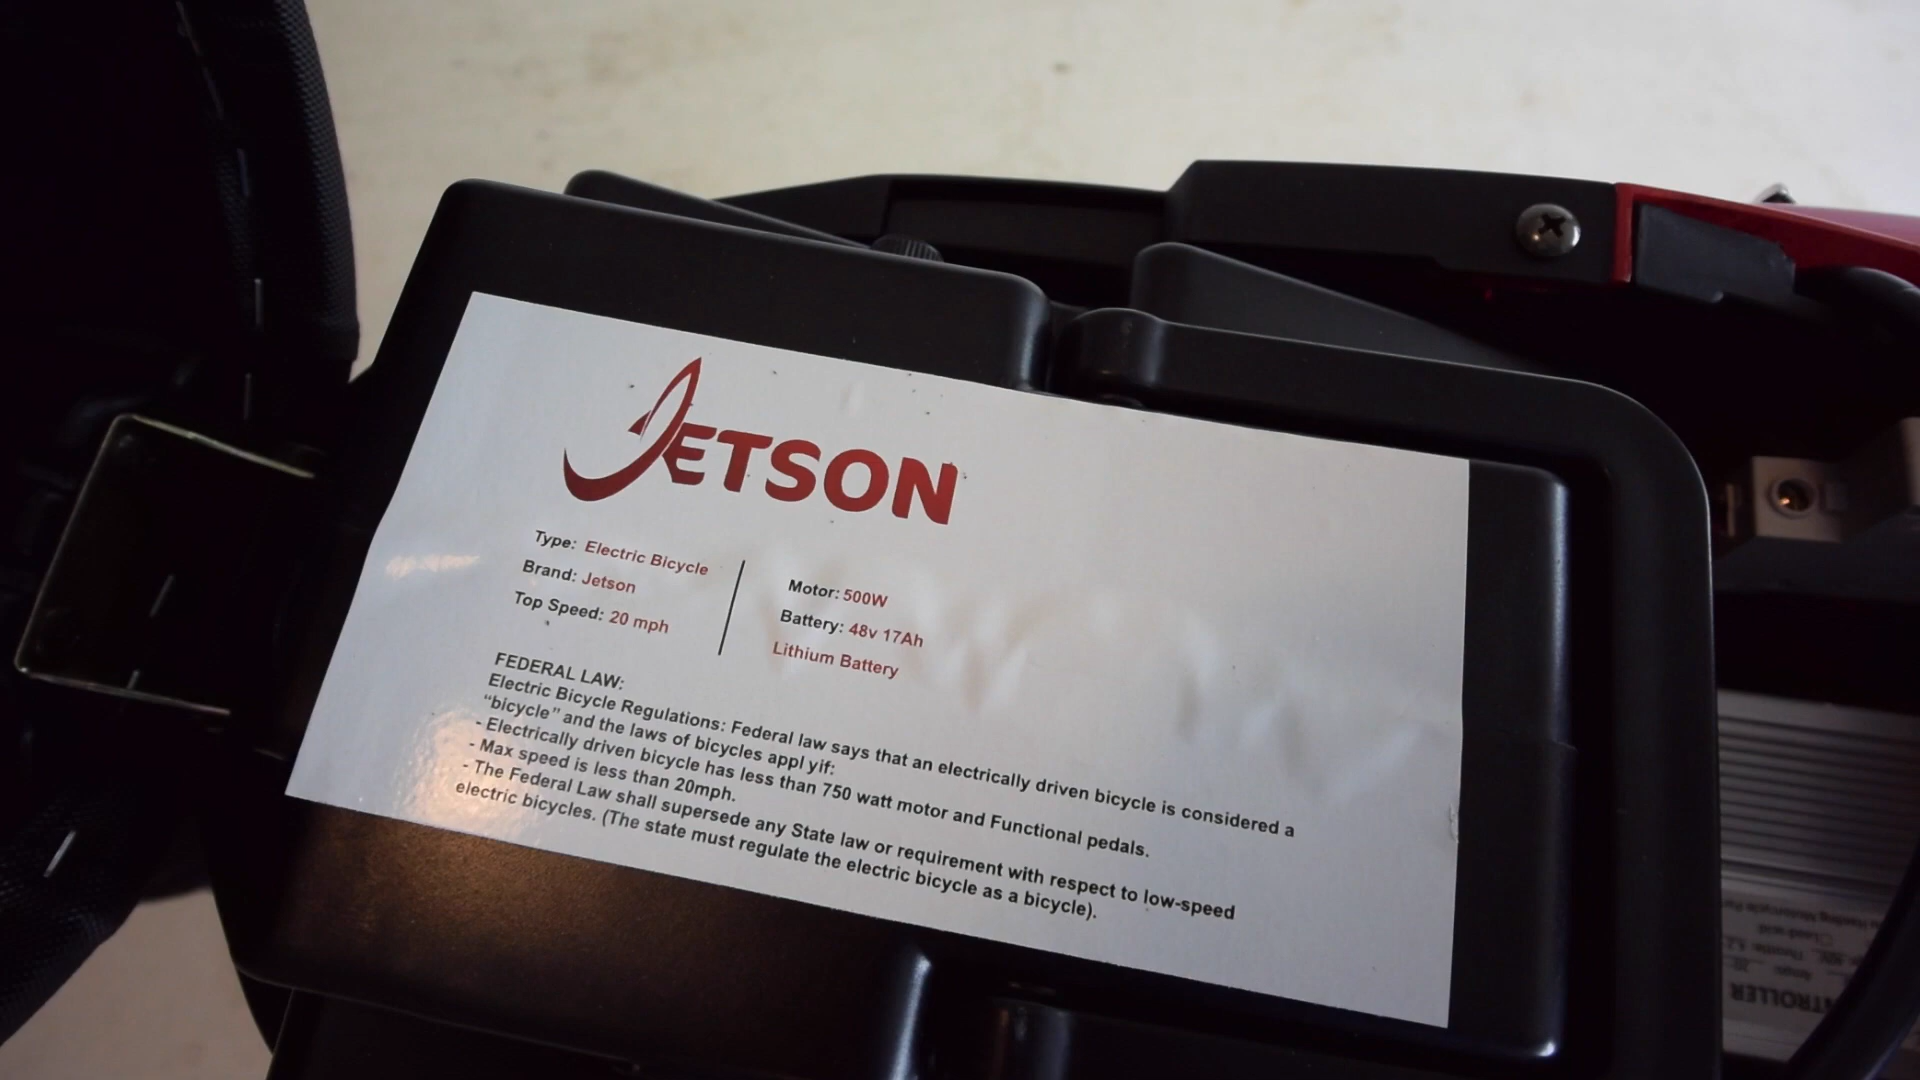 JETSON
Type: Electric Bicycle
Brand: Jetson
Top Speed: 20 mph
Motor: 500W
Battery: 48v 17Ah
Lithium Battery
FEDERAL LAW:
Electric Bicycle Regulations: Federal law says that an electrically driven bicycle is considered a
"bicycle" and the laws of bicycles appl yif:
- Electrically driven bicycle has less than 750 watt motor and Functional pedals.
- Max speed is less than 20mph.
- The Federal Law shall supersede any State law or requirement with respect to low-speed
electric bicycles. (The state must regulate the electric bicycle as a bicycle).